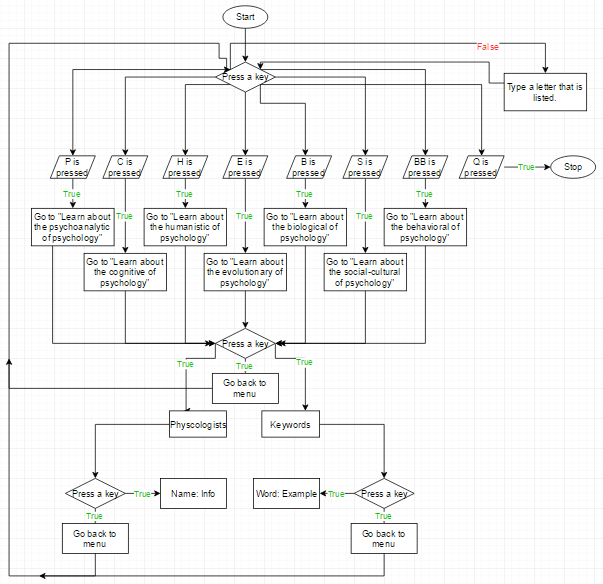 Start
False
Press a key
Type a letter that is
listed.
P is
pressed
C is
pressed
H is
pressed
E is
pressed
B is
pressed
S is
pressed
BB is
pressed
Q is
pressed
True
Stop
True
True
True
True
Go to "Learn about
the psychoanalytic
of psychology"
True
Go to "Learn about
the humanistic of
psychology"
True
Go to "Learn about
the biological of
psychology"
True
Go to "Learn about
the behavioral of
psychology"
Go to "Learn about
the cognitive of
psychology"
Go to "Learn about
the evolutionary of
psychology"
Go to "Learn about
the social-cultural
of psychology"
Press a key
True
True
True
Go back to
menu
Physcologists
Keywords
Press a key
True
Name: Info
Word: Example
True
Press a key
True
True
Go back to
menu
Go back to
menu